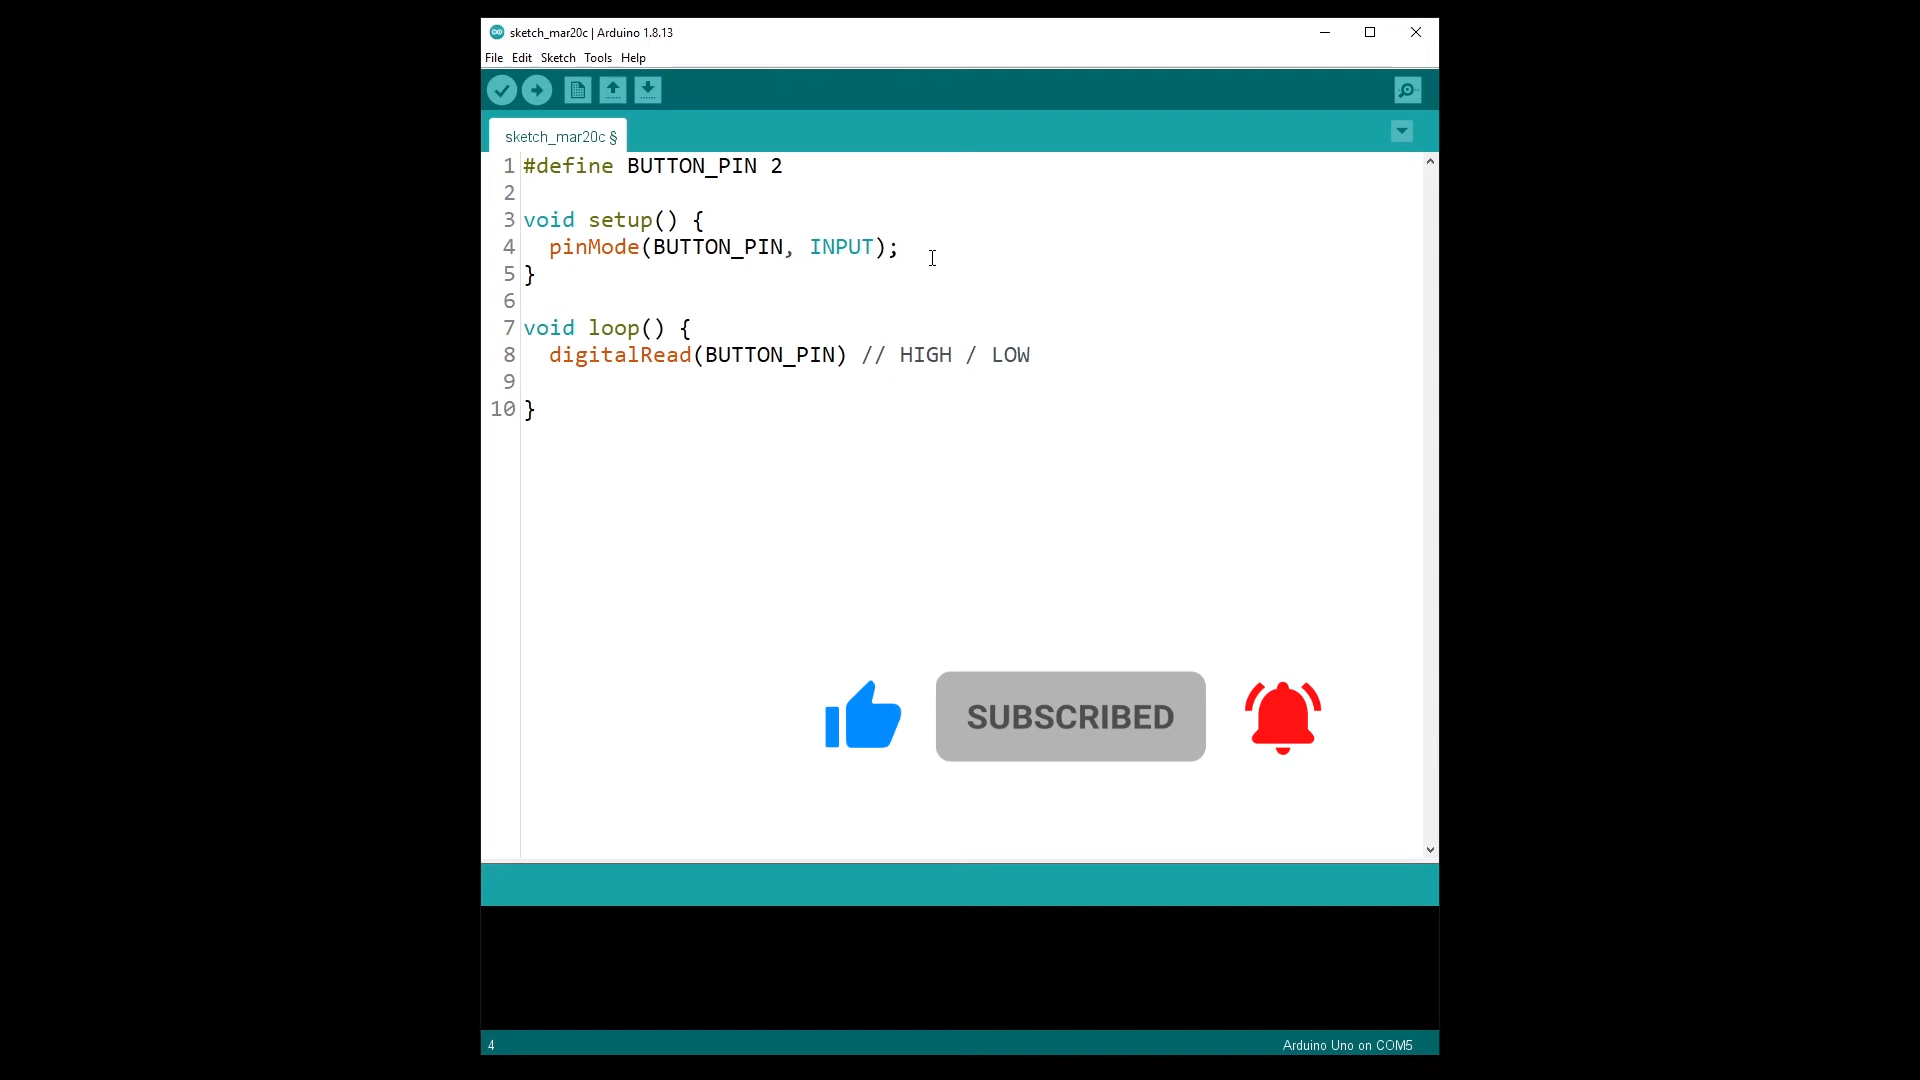 sketch_mar20c | Arduino 1.8.13
File Edit Sketch Tools Help
sketch_mar20c §
1 #define BUTTON_PIN 2
2
3 void setup() {
4   pinMode(BUTTON_PIN, INPUT);
5 }
6
7 void loop() {
8   digitalRead(BUTTON_PIN) // HIGH / LOW
9
10 }
SUBSCRIBED
4 Arduino Uno on COM5